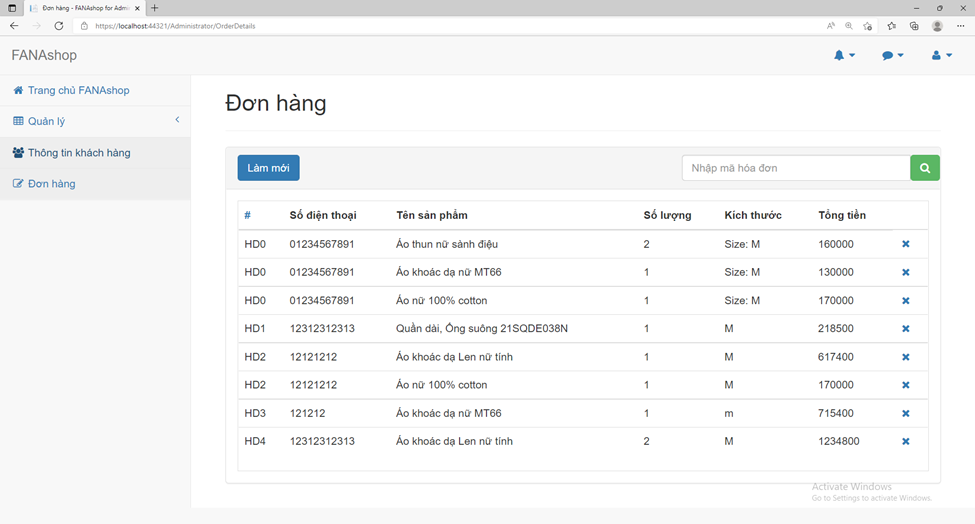 Đơn hàng - FANAshop for Admin
https://localhost:44321/Administrator/OrderDetails
FANAshop
Trang chủ FANAshop
Quản lý
Thông tin khách hàng
Đơn hàng
Đơn hàng
Làm mới
Nhập mã hóa đơn
# Số điện thoại Tên sản phẩm Số lượng Kích thước Tổng tiền
HD0 01234567891 Áo thun nữ sành điệu 2 Size: M 160000
HD0 01234567891 Áo khoác dạ nữ MT66 1 Size: M 130000
HD0 01234567891 Áo nữ 100% cotton 1 Size: M 170000
HD1 12312312313 Quần dài, Ống suông 21SQDE038N 1 M 218500
HD2 12121212 Áo khoác dạ Len nữ tính 1 M 617400
HD2 12121212 Áo nữ 100% cotton 1 M 170000
HD3 121212 Áo khoác dạ nữ MT66 1 m 715400
HD4 12312312313 Áo khoác dạ Len nữ tính 2 M 1234800
Activate Windows
Go to Settings to activate Windows.